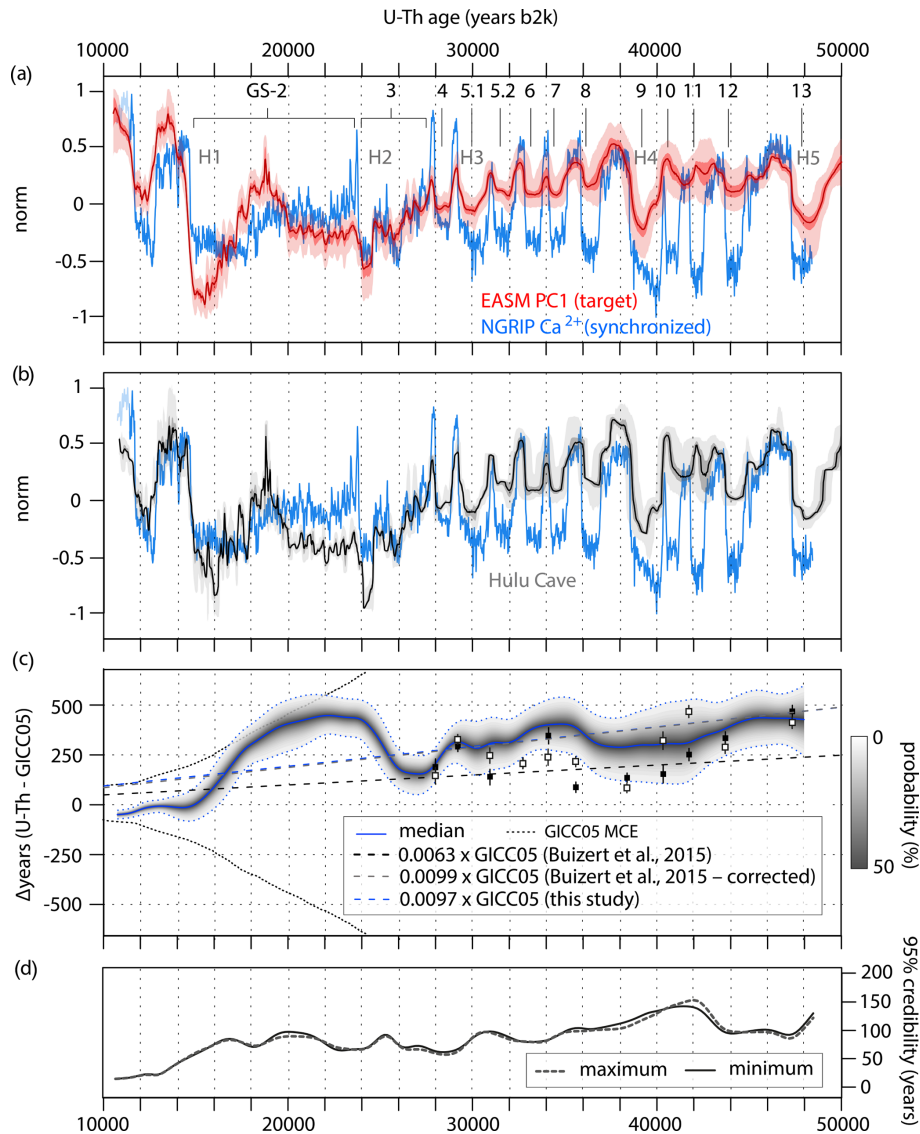 U-Th age (years b2k)
10000 20000 30000 40000 50000
(a)
GS-2 3 4 5.1 5.2 6 7 8 9 10 11 12 13
1
0.5
0
-0.5
-1
norm
H1 H2 H3 H4 H5
EASM PC1 (target)
NGRIP Ca2+ (synchronized)
(b)
1
0.5
0
-0.5
-1
norm
Hulu Cave
(c)
500
250
0
-250
-500
Δyears (U-Th - GICC05)
median
GICC05 MCE
0.0063 x GICC05 (Buizert et al., 2015)
0.0099 x GICC05 (Buizert et al., 2015 – corrected)
0.0097 x GICC05 (this study)
0
50
probability (%)
(d)
200
150
100
50
0
95% credibility (years)
maximum minimum
10000 20000 30000 40000 50000